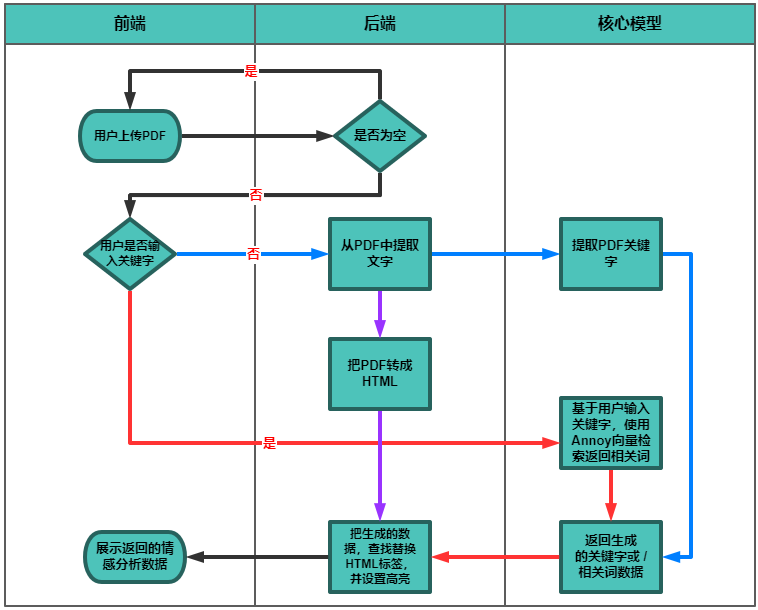 前端
后端
核心模型
是
用户上传PDF
是否为空
否
用户是否输
入关键字
否
从PDF中提取
文字
提取PDF关键
字
把PDF转成
HTML
基于用户输入
关键字，使用
Annoy向量检
索返回相关词
是
展示返回的情
感分析数据
把生成的数
据，查找替换
HTML标签，
并设置高亮
返回生成
的关键字或 /
相关词数据